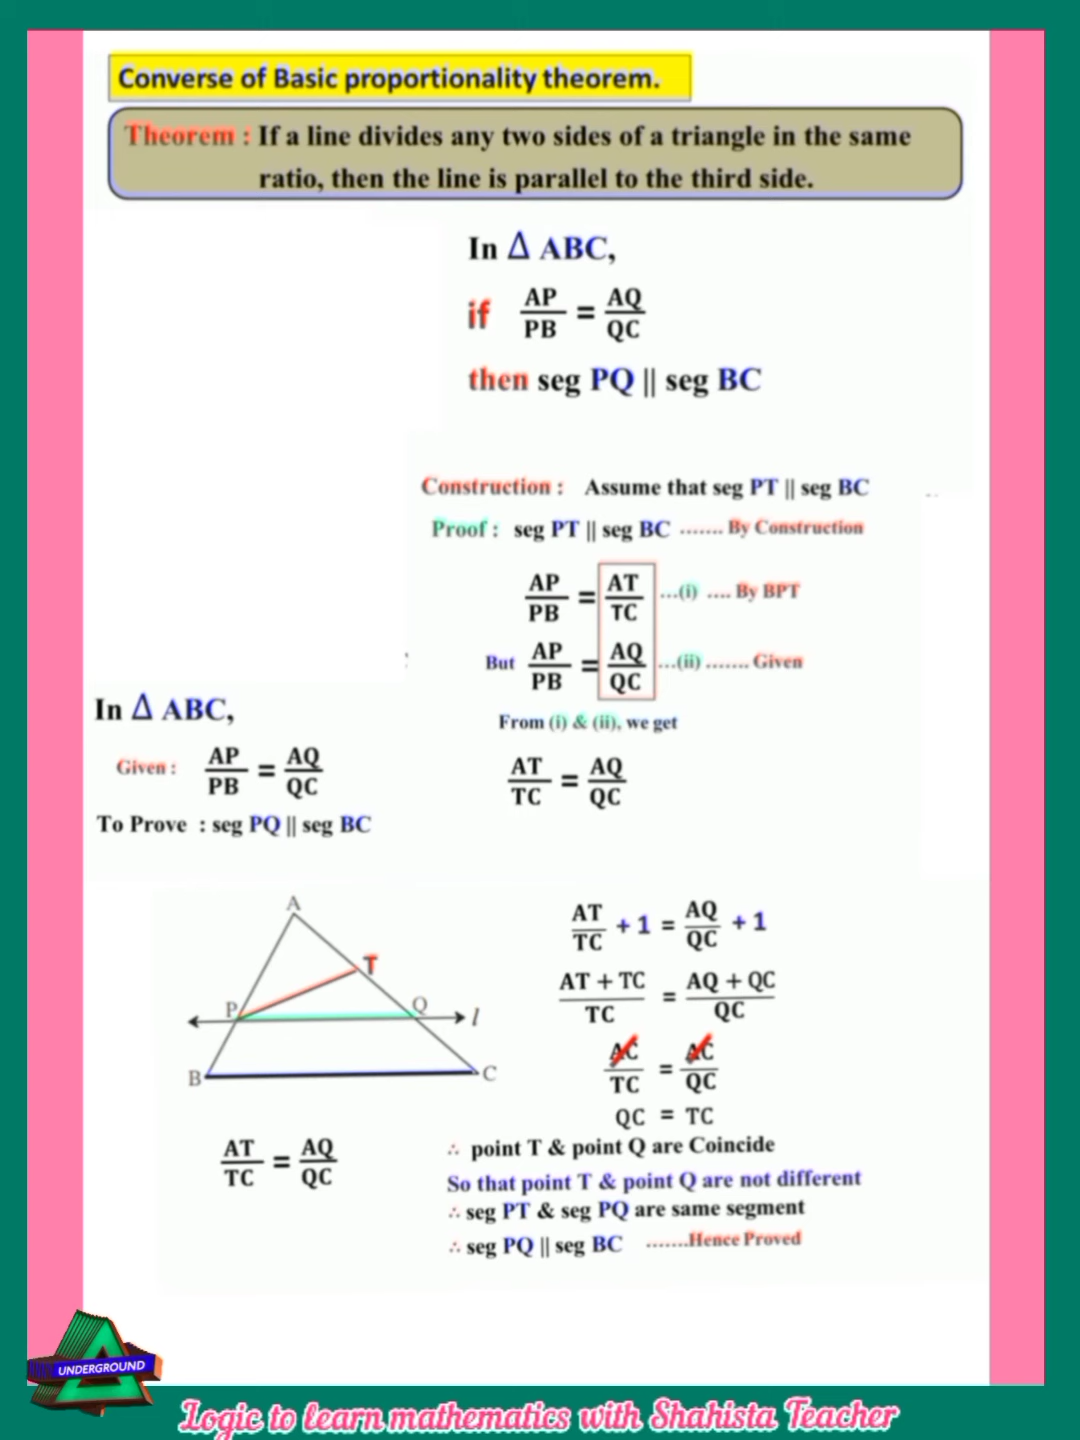 Converse of Basic proportionality theorem.
Theorem : If a line divides any two sides of a triangle in the same
ratio, then the line is parallel to the third side.
In Δ ABC,
if AP/PB = AQ/QC
then seg PQ || seg BC
Construction : Assume that seg PT || seg BC
Proof : seg PT || seg BC ....... By Construction
AP/PB = AT/TC ...(i) .... By BPT
But AP/PB = AQ/QC ...(ii) ....... Given
From (i) & (ii), we get
AT/TC = AQ/QC
In Δ ABC,
Given : AP/PB = AQ/QC
To Prove : seg PQ || seg BC
A
T
P
Q
l
B
C
AT/TC = AQ/QC
AT/TC + 1 = AQ/QC + 1
AT + TC/TC = AQ + QC/QC
AC/TC = AC/QC
QC = TC
∴ point T & point Q are Coincide
So that point T & point Q are not different
∴ seg PT & seg PQ are same segment
∴ seg PQ || seg BC .......Hence Proved
UNDERGROUND
Logic to learn mathematics with Shahista Teacher